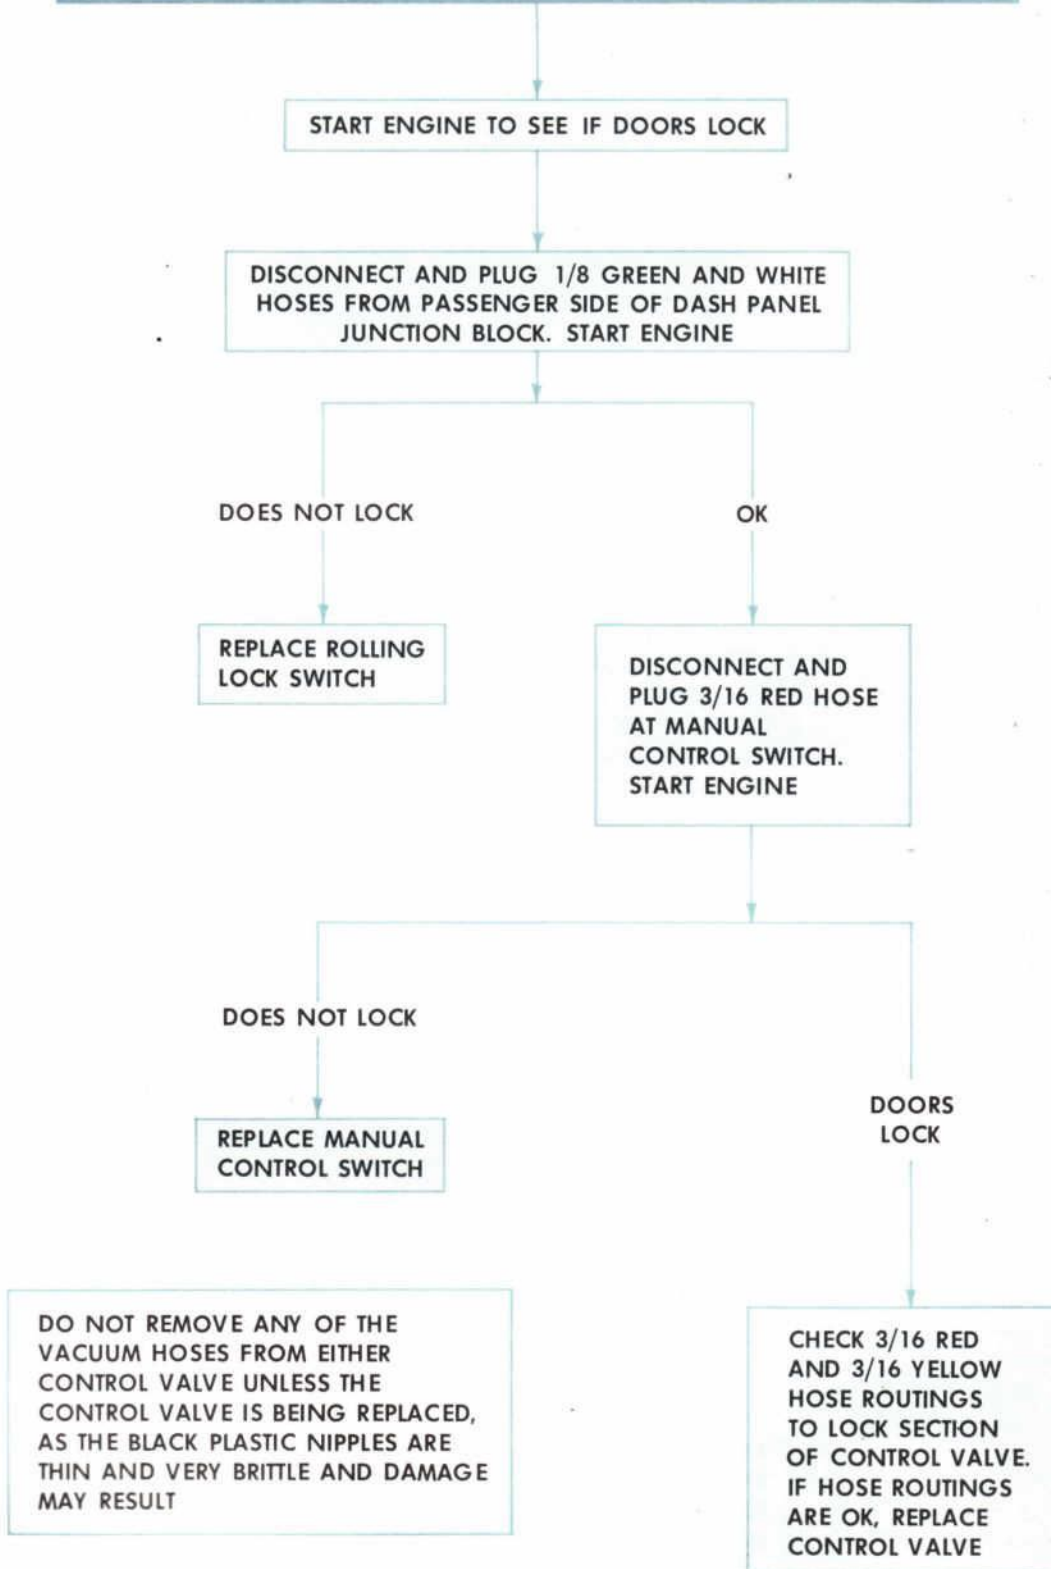 START ENGINE TO SEE IF DOORS LOCK
DISCONNECT AND PLUG 1/8 GREEN AND WHITE
HOSES FROM PASSENGER SIDE OF DASH PANEL
JUNCTION BLOCK. START ENGINE
DOES NOT LOCK
OK
REPLACE ROLLING
LOCK SWITCH
DISCONNECT AND
PLUG 3/16 RED HOSE
AT MANUAL
CONTROL SWITCH.
START ENGINE
DOES NOT LOCK
DOORS
LOCK
REPLACE MANUAL
CONTROL SWITCH
DO NOT REMOVE ANY OF THE
VACUUM HOSES FROM EITHER
CONTROL VALVE UNLESS THE
CONTROL VALVE IS BEING REPLACED,
AS THE BLACK PLASTIC NIPPLES ARE
THIN AND VERY BRITTLE AND DAMAGE
MAY RESULT
CHECK 3/16 RED
AND 3/16 YELLOW
HOSE ROUTINGS
TO LOCK SECTION
OF CONTROL VALVE.
IF HOSE ROUTINGS
ARE OK, REPLACE
CONTROL VALVE